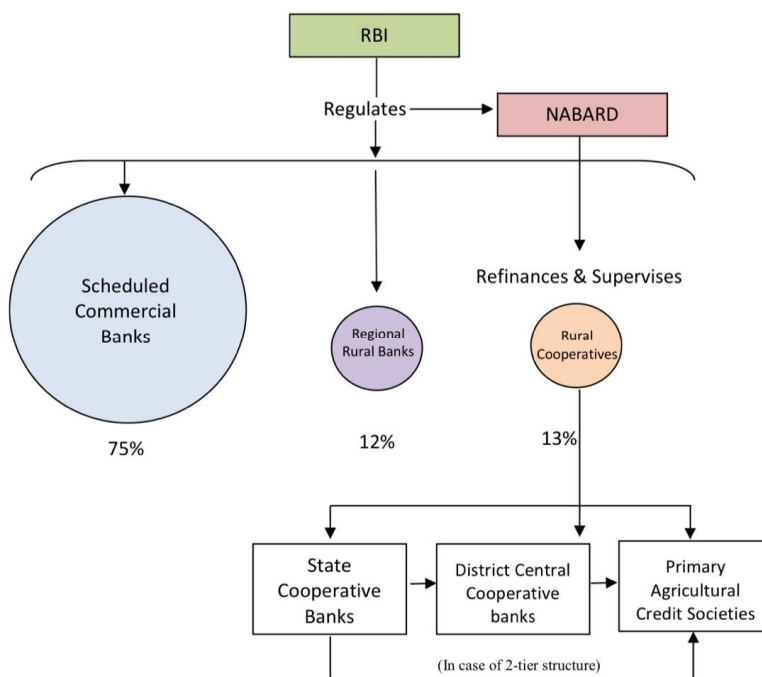 RBI
Regulates
NABARD
Refinances & Supervises
Scheduled
Commercial
Banks
Regional
Rural Banks
Rural
Cooperatives
75%
12%
13%
State
Cooperative
Banks
District Central
Cooperative
banks
Primary
Agricultural
Credit Societies
(In case of 2-tier structure)